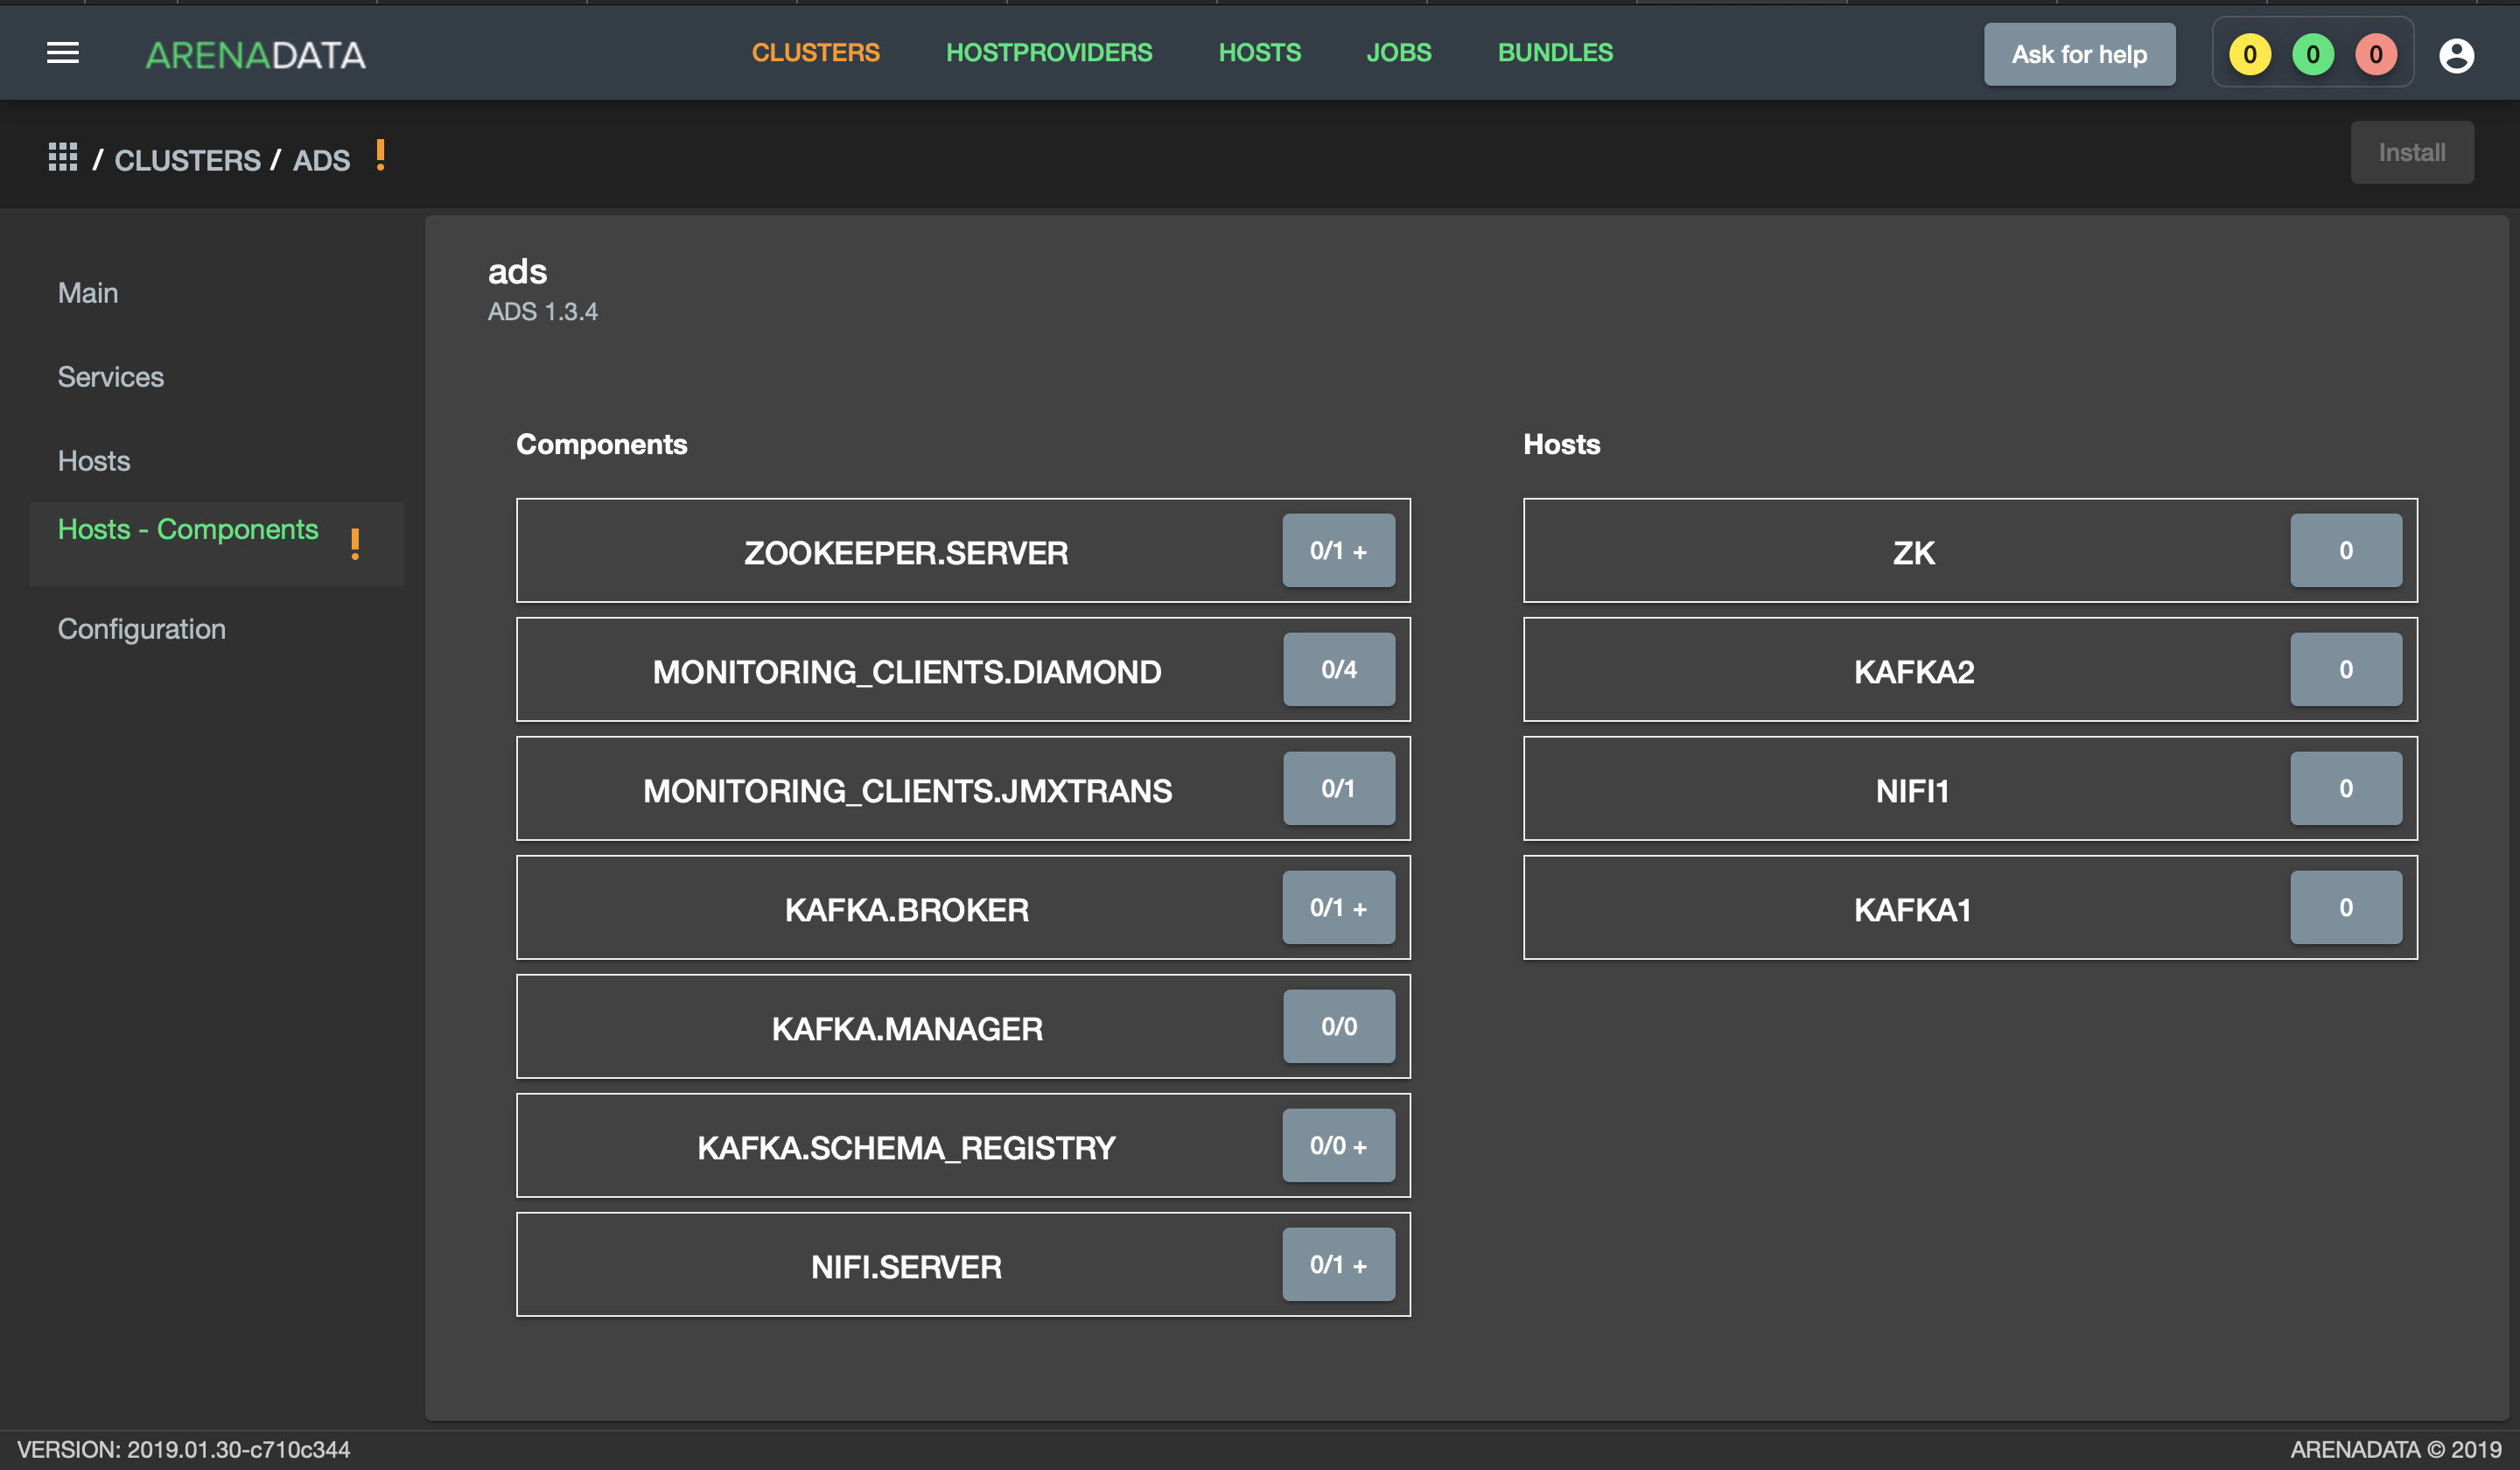 ARENADATA CLUSTERS HOSTPROVIDERS HOSTS JOBS BUNDLES Ask for help 0 0 0
/ CLUSTERS / ADS ! Install
Main
Services
Hosts
Hosts - Components !
Configuration
ads
ADS 1.3.4
Components
ZOOKEEPER.SERVER 0/1 +
MONITORING_CLIENTS.DIAMOND 0/4
MONITORING_CLIENTS.JMXTRANS 0/1
KAFKA.BROKER 0/1 +
KAFKA.MANAGER 0/0
KAFKA.SCHEMA_REGISTRY 0/0 +
NIFI.SERVER 0/1 +
Hosts
ZK 0
KAFKA2 0
NIFI1 0
KAFKA1 0
VERSION: 2019.01.30-c710c344 ARENADATA © 2019